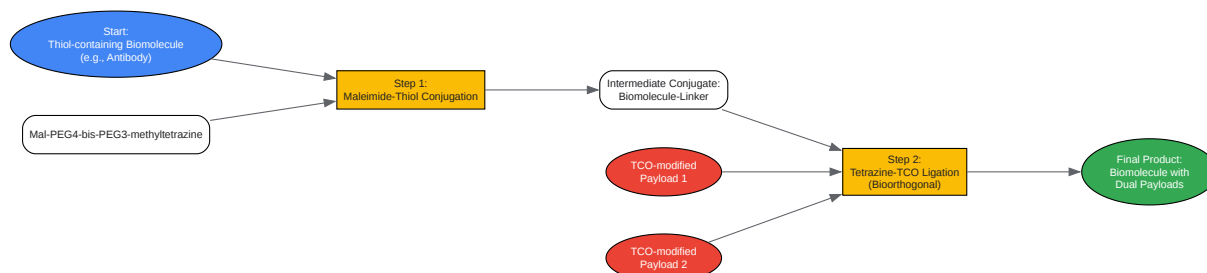 Start:
Thiol-containing Biomolecule
(e.g., Antibody)
Mal-PEG4-bis-PEG3-methyltetrazine
Step 1:
Maleimide-Thiol Conjugation
Intermediate Conjugate:
Biomolecule-Linker
TCO-modified
Payload 1
TCO-modified
Payload 2
Step 2:
Tetrazine-TCO Ligation
(Bioorthogonal)
Final Product:
Biomolecule with
Dual Payloads